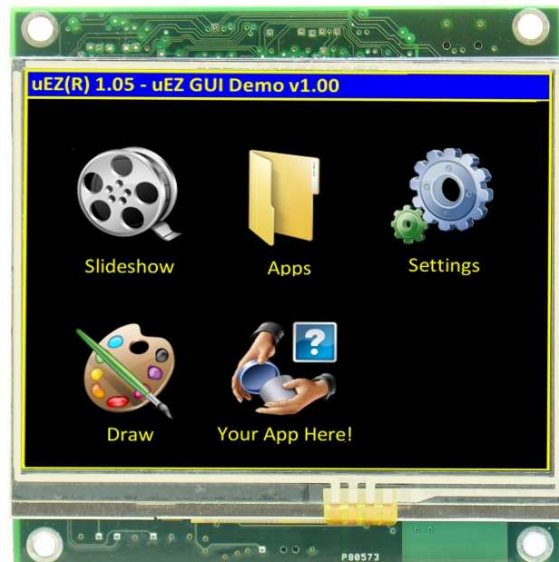 uEZ(R) 1.05 - uEZ GUI Demo v1.00
Slideshow
Apps
Settings
?
Draw
Your App Here!
P80573